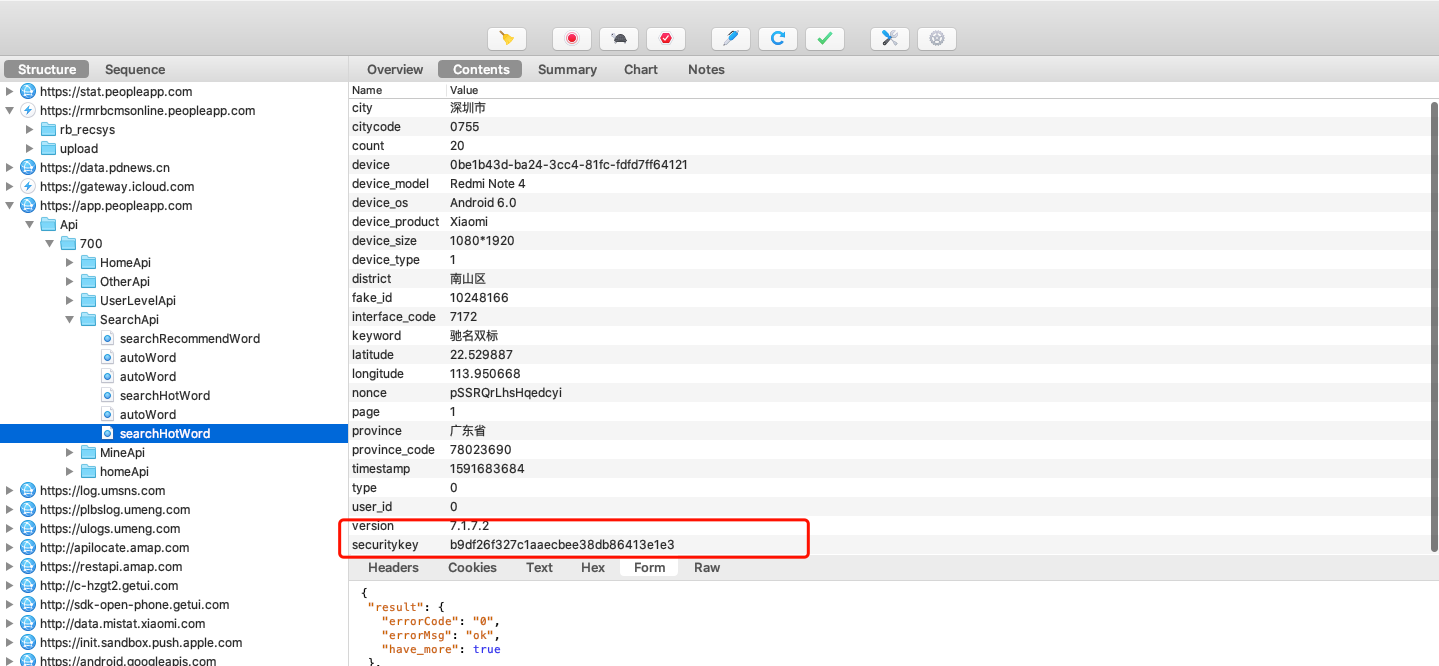 Structure Sequence
https://stat.peopleapp.com
https://rmrbcmsonline.peopleapp.com
rb_recsys
upload
https://data.pdnews.cn
https://gateway.icloud.com
https://app.peopleapp.com
Api
700
HomeApi
OtherApi
UserLevelApi
SearchApi
searchRecommendWord
autoWord
autoWord
searchHotWord
autoWord
searchHotWord
MineApi
homeApi
https://log.umsns.com
https://plbslog.umeng.com
https://ulogs.umeng.com
http://apilocate.amap.com
https://restapi.amap.com
http://c-hzgt2.getui.com
http://sdk-open-phone.getui.com
http://data.mistat.xiaomi.com
https://init.sandbox.push.apple.com
https://android.googleapis.com
Overview Contents Summary Chart Notes
Name Value
city 深圳市
citycode 0755
count 20
device 0be1b43d-ba24-3cc4-81fc-fdfd7ff64121
device_model Redmi Note 4
device_os Android 6.0
device_product Xiaomi
device_size 1080*1920
device_type 1
district 南山区
fake_id 10248166
interface_code 7172
keyword 驰名双标
latitude 22.529887
longitude 113.950668
nonce pSSRQrLhsHqedcyi
page 1
province 广东省
province_code 78023690
timestamp 1591683684
type 0
user_id 0
version 7.1.7.2
securitykey b9df26f327c1aaecbee38db86413e1e3
Headers Cookies Text Hex Form Raw
{
"result": {
"errorCode": "0",
"errorMsg": "ok",
"have_more": true
},